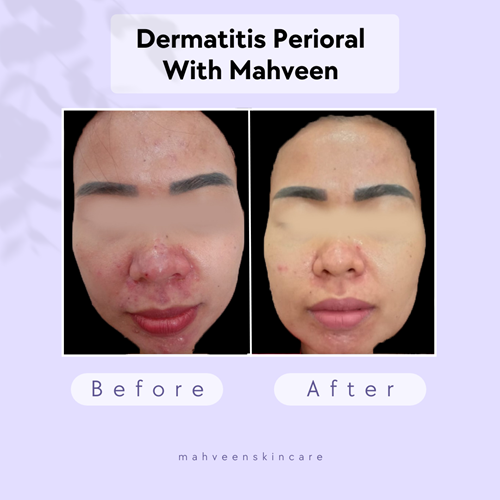 Dermatitis Perioral
With Mahveen
Before
After
mahveenskincare